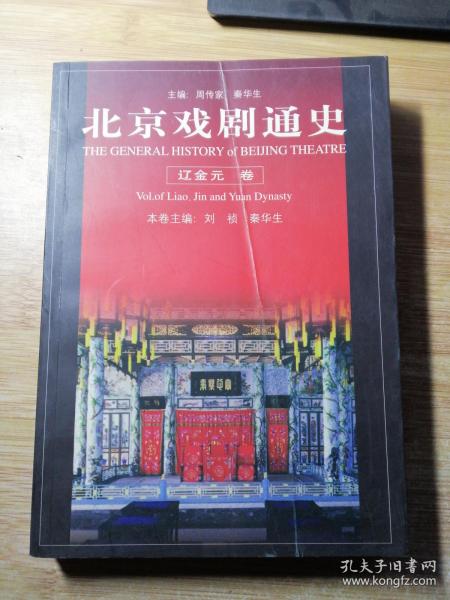 主编：周传家 秦华生
北京戏剧通史
THE GENERAL HISTORY of BEIJING THEATRE
辽金元 卷
Vol.of Liao, Jin and Yuan Dynasty
本卷主编：刘 祯 秦华生
孔夫子旧书网
www.kongfz.com